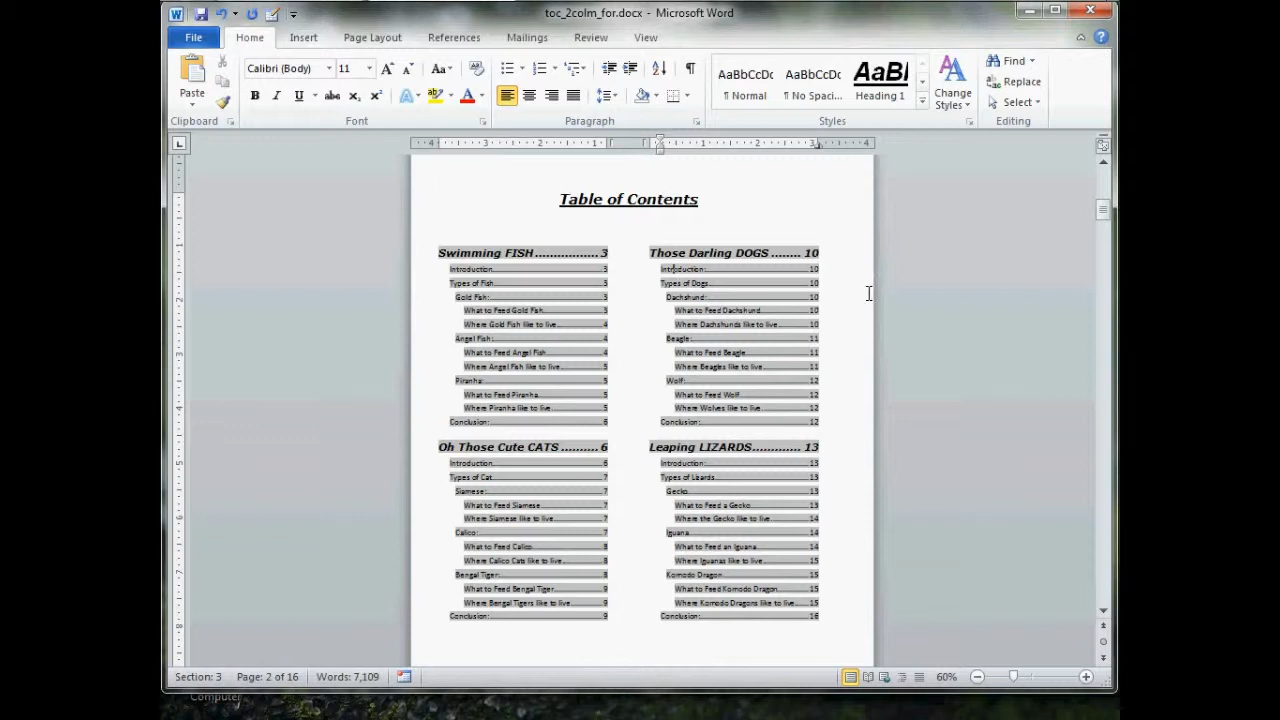 toc_2colm_for.docx - Microsoft Word
File Home Insert Page Layout References Mailings Review View
Calibri (Body) 11
Paste
AaBbCcDc AaBbCcDc AaBI
¶ Normal ¶ No Spaci... Heading 1
Change Styles
Find
Replace
Select
Clipboard Font Paragraph Styles Editing
Table of Contents
Swimming FISH ................. 3
Introduction 3
Types of Fish 3
Gold Fish: 3
What to Feed Gold Fish 3
Where Gold Fish like to live 4
Angel Fish: 4
What to Feed Angel Fish 4
Where Angel Fish like to live 5
Piranha: 5
What to Feed Piranha 5
Where Piranha like to live 5
Conclusion: 6
Oh Those Cute CATS .......... 6
Introduction 6
Types of Cat 7
Siamese: 7
What to Feed Siamese 7
Where Siamese like to live 7
Calico: 7
What to Feed Calico 8
Where Calico Cats like to live 8
Bengal Tiger: 8
What to Feed Bengal Tiger 9
Where Bengal Tigers like to live 9
Conclusion: 9
Those Darling DOGS ........ 10
Introduction: 10
Types of Dogs 10
Dachshund: 10
What to Feed Dachshund 10
Where Dachshunds like to live 10
Beagle: 11
What to Feed Beagle 11
Where Beagles like to live 11
Wolf: 12
What to Feed Wolf 12
Where Wolves like to live 12
Conclusion: 12
Leaping LIZARDS............. 13
Introduction: 13
Types of Lizards 13
Gecko 13
What to Feed a Gecko 13
Where the Gecko like to live 14
Iguana 14
What to Feed an Iguana 14
Where Iguanas like to live 15
Komodo Dragon 15
What to Feed Komodo Dragon 15
Where Komodo Dragons like to live 15
Conclusion: 16
Section: 3 Page: 2 of 16 Words: 7,109 60%
Computer